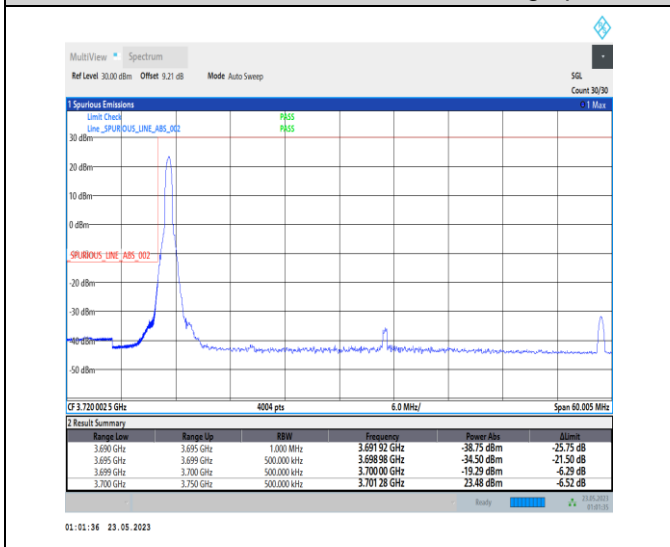 MultiView Spectrum
Ref Level 30.00 dBm Offset 9.21 dB Mode Auto Sweep SGL
Count 30/30
1 Spurious Emissions 1 Max
Limit Check PASS
Line _SPURIOUS_LINE_ABS_002 PASS
30 dBm
20 dBm
10 dBm
0 dBm
SPURIOUS_LINE_ABS_002
-20 dBm
-30 dBm
-40 dBm
-50 dBm
CF 3.720 002 5 GHz 4004 pts 6.0 MHz/ Span 60.005 MHz
2 Result Summary
Range Low Range Up RBW Frequency Power Abs ΔLimit
3.690 GHz 3.695 GHz 1.000 MHz 3.691 92 GHz -38.75 dBm -25.75 dB
3.695 GHz 3.699 GHz 500.000 kHz 3.698 98 GHz -34.50 dBm -21.50 dB
3.699 GHz 3.700 GHz 500.000 kHz 3.700 00 GHz -19.29 dBm -6.29 dB
3.700 GHz 3.750 GHz 500.000 kHz 3.701 28 GHz 23.48 dBm -6.52 dB
Ready 23.05.2023
01:01:35
01:01:36 23.05.2023